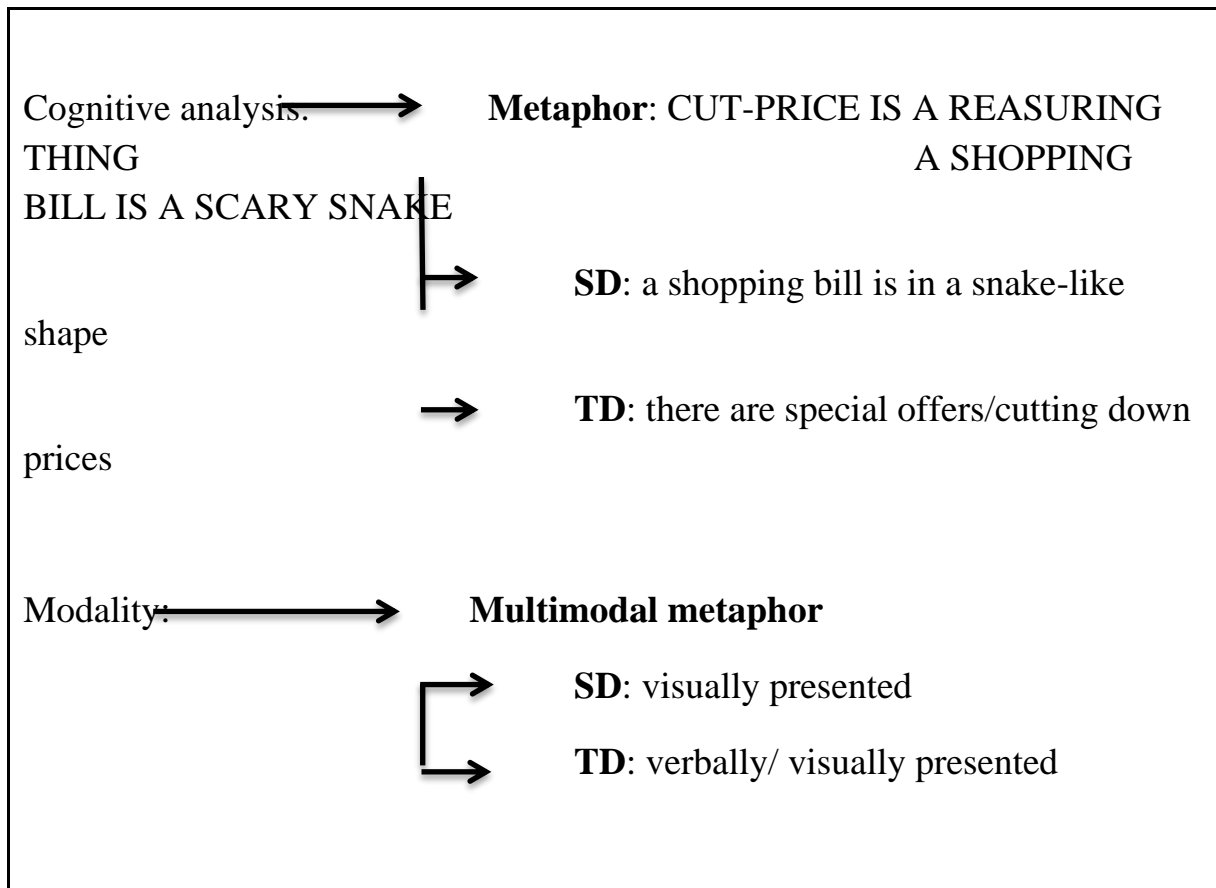 Cognitive analysis: Metaphor: CUT-PRICE IS A REASURING
THING A SHOPPING
BILL IS A SCARY SNAKE
SD: a shopping bill is in a snake-like
shape
TD: there are special offers/cutting down
prices
Modality: Multimodal metaphor
SD: visually presented
TD: verbally/ visually presented